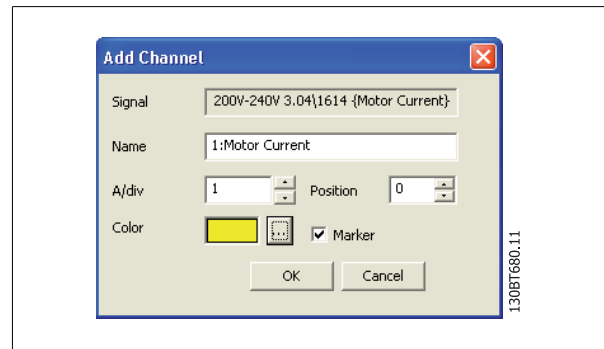 Add Channel
Signal 200V-240V 3.04\1614 {Motor Current}
Name 1:Motor Current
A/div 1 Position 0
Color ... Marker
OK Cancel
130BT680.11